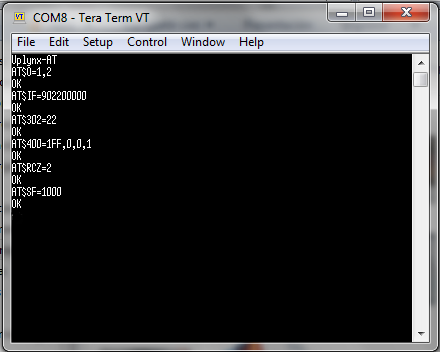 VT COM8 - Tera Term VT
File Edit Setup Control Window Help
Uplynx-AT
AT$O=1,2
OK
AT$IF=902200000
OK
AT$302=22
OK
AT$400=1FF,0,0,1
OK
AT$RCZ=2
OK
AT$SF=1000
OK